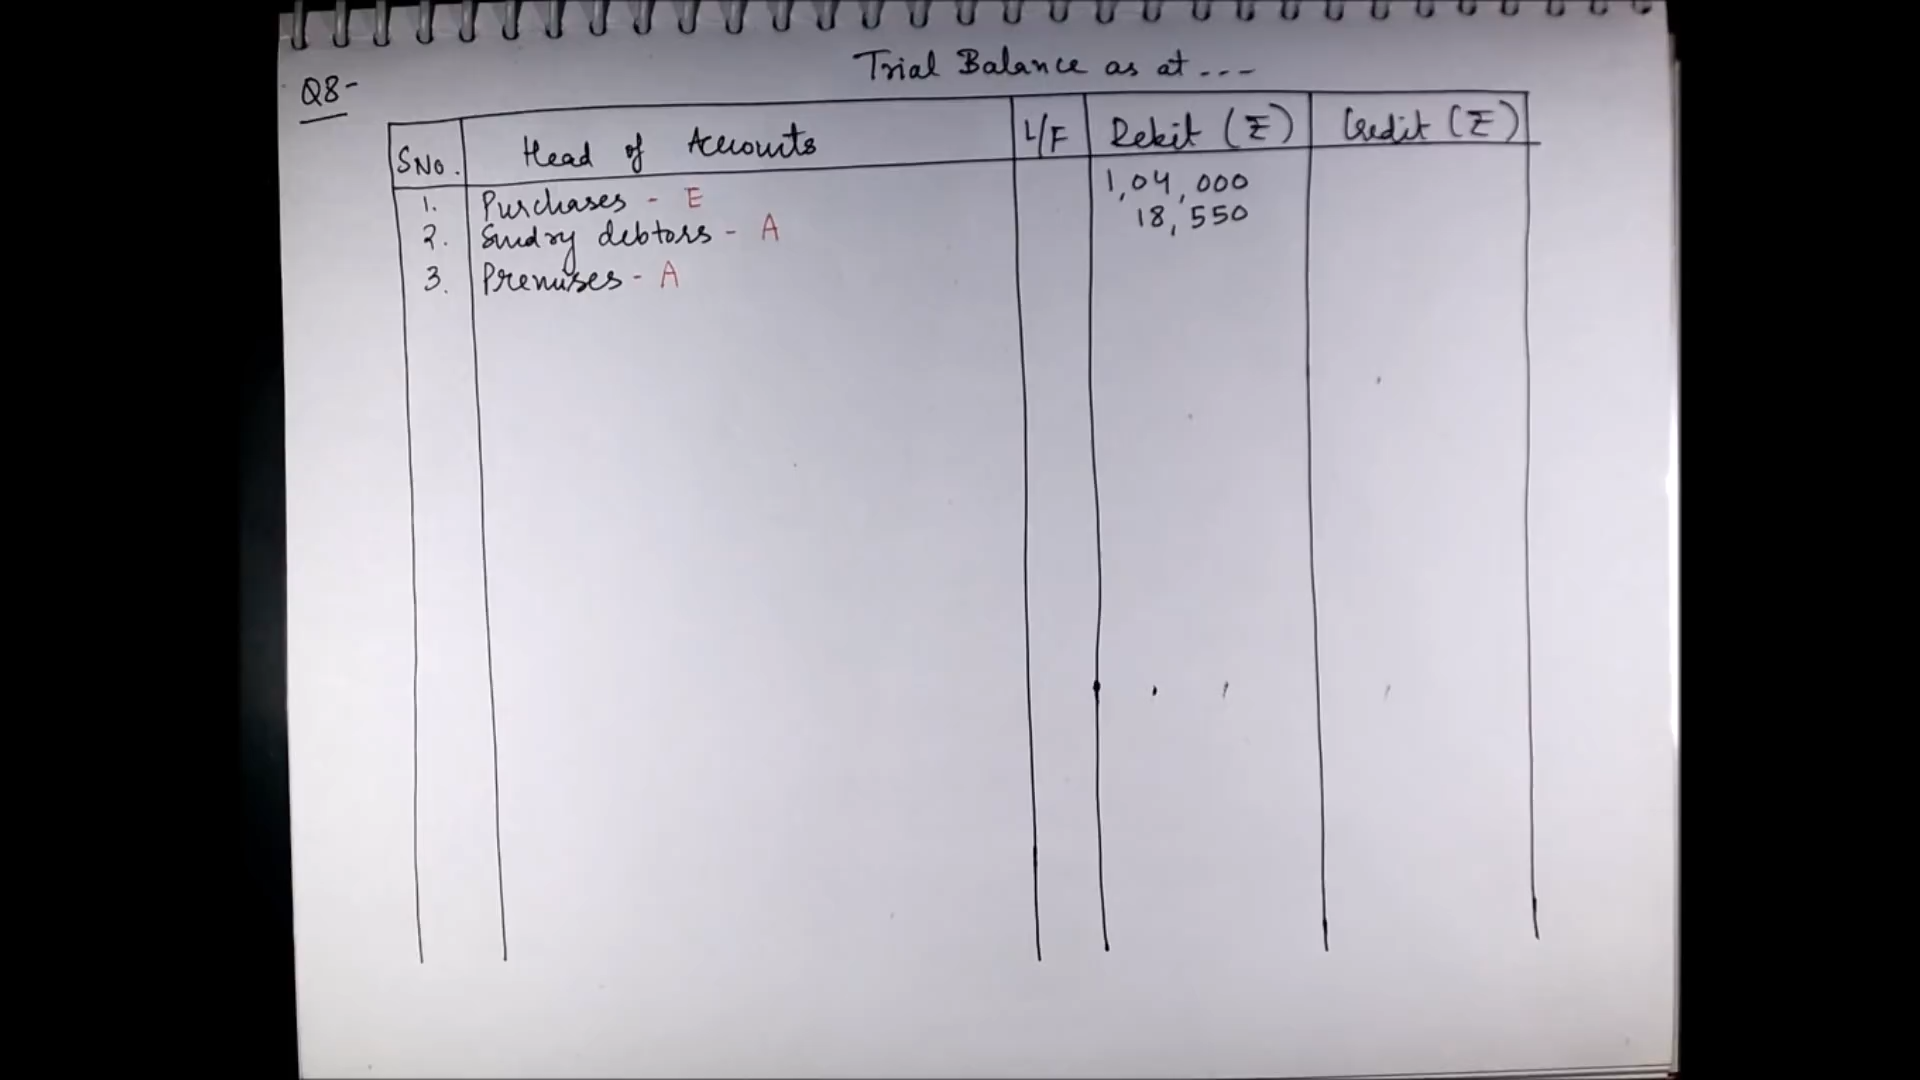 Trial Balance as at ---
Q8-
SNo. Head of Accounts L/F Debit (₹) Credit (₹)
1. Purchases - E 1,04,000
2. Sundry debtors - A 18,550
3. Premises - A